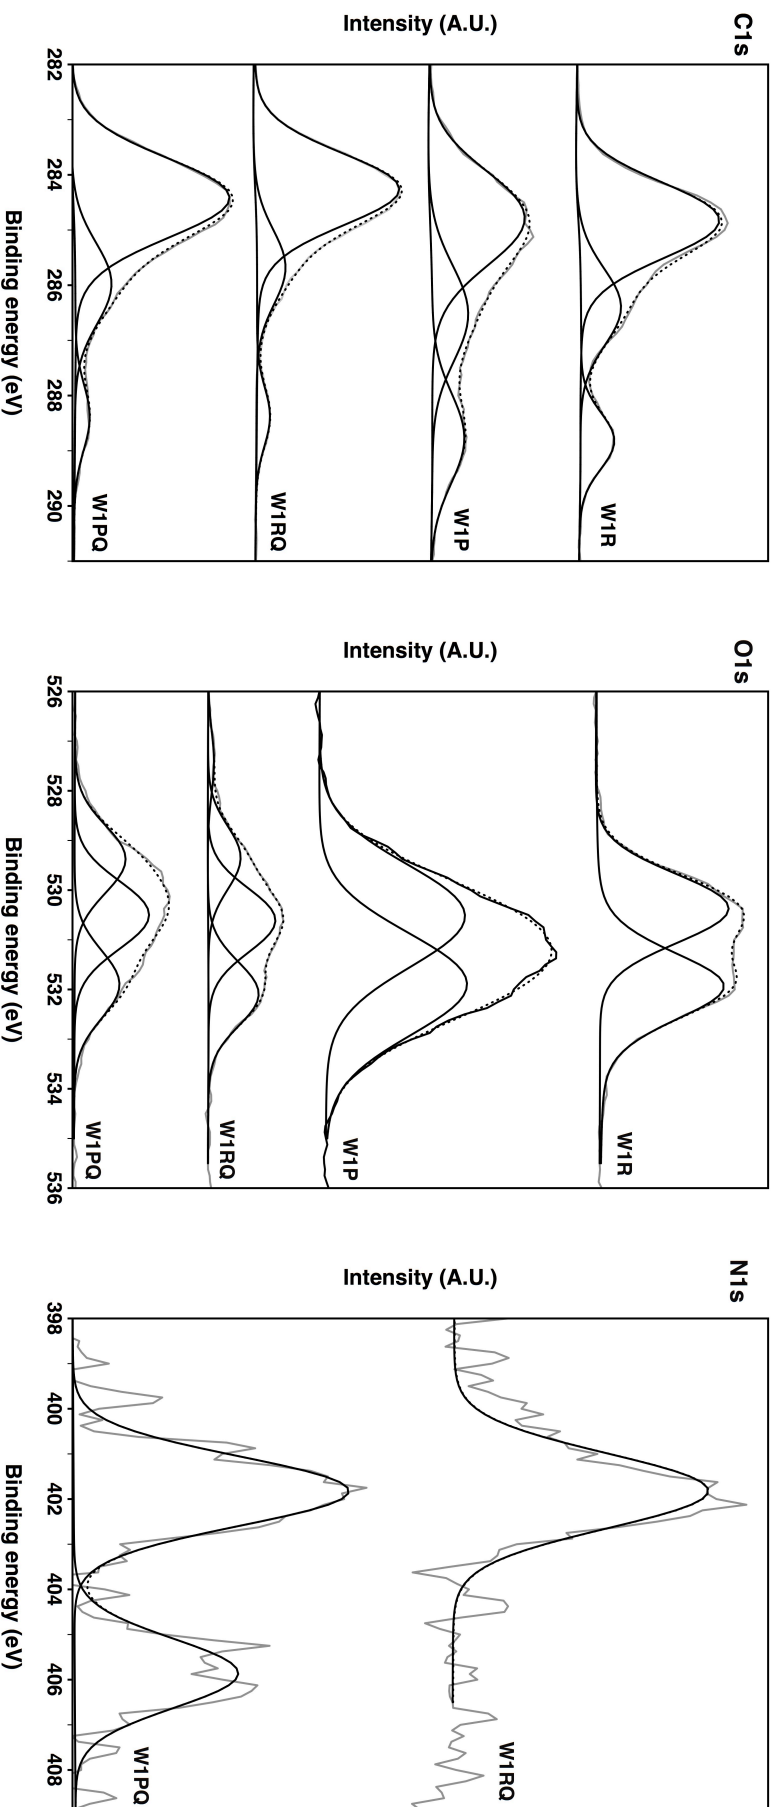 C1s
Intensity (A.U.)
W1R
W1P
W1RQ
W1PQ
282
284
286
288
290
Binding energy (eV)
O1s
Intensity (A.U.)
W1R
W1P
W1RQ
W1PQ
526
528
530
532
534
536
Binding energy (eV)
N1s
Intensity (A.U.)
W1RQ
W1PQ
398
400
402
404
406
408
Binding energy (eV)